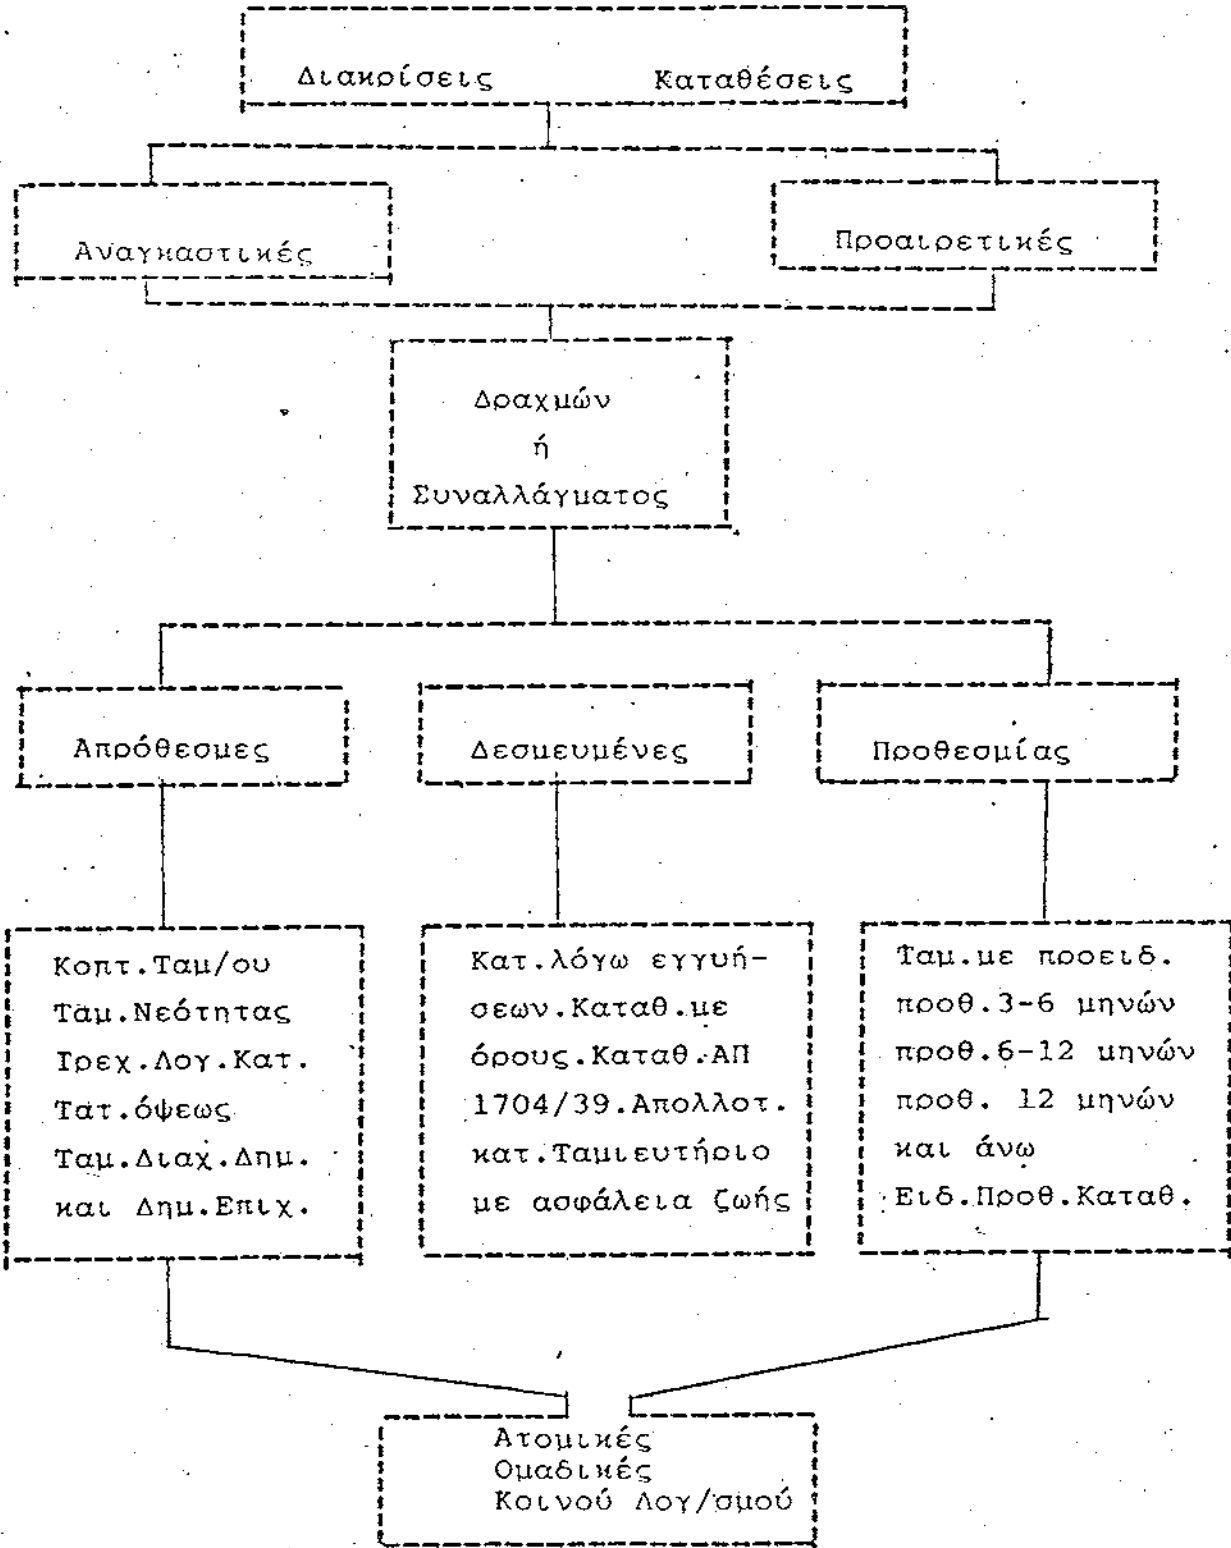 Διακρίσεις Καταθέσεις
Αναγκαστικές
Προαιρετικές
Δραχμών
ή
Συναλλάγματος
Απρόθεσμες
Δεσμευμένες
Προθεσμίας
Κοπτ.Ταμ/ου
Ταμ.Νεότητας
Τρεχ.Λογ.Κατ.
Τατ.όψεως
Ταμ.Διαχ.Δημ.
και Δημ.Επιχ.
Κατ.λόγω εγγυή-
σεων.Καταθ.με
όρους.Καταθ.ΑΠ
1704/39.Απολλοτ.
κατ.Ταμιευτήριο
με ασφάλεια ζωής
Ταμ.με προειδ.
προθ.3-6 μηνών
προθ.6-12 μηνών
προθ. 12 μηνών
και άνω
Ειδ.Προθ.Καταθ.
Ατομικές
Ομαδικές
Κοινού Λογ/σμού